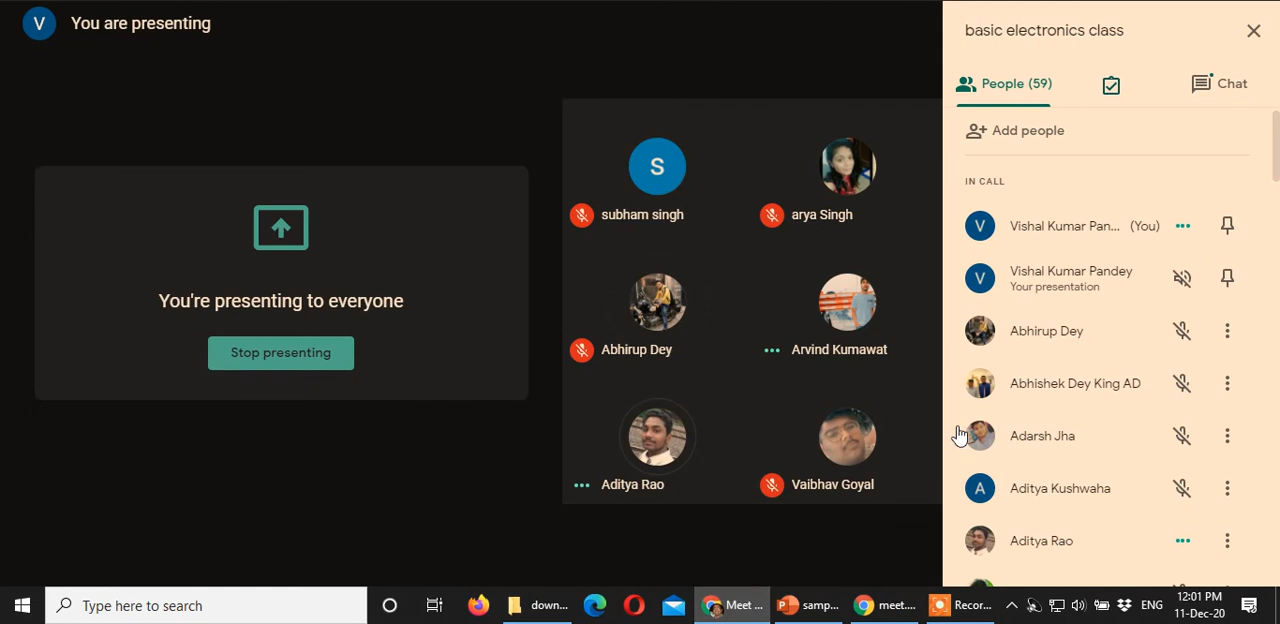 V You are presenting
You're presenting to everyone
Stop presenting
S
subham singh
arya Singh
Abhirup Dey
Arvind Kumawat
Aditya Rao
Vaibhav Goyal
basic electronics class
People (59)
Chat
Add people
IN CALL
V Vishal Kumar Pan... (You)
V Vishal Kumar Pandey
Your presentation
Abhirup Dey
Abhishek Dey King AD
Adarsh Jha
A Aditya Kushwaha
Aditya Rao
Type here to search
down...
Meet ...
samp...
meet....
Recor...
ENG
12:01 PM
11-Dec-20